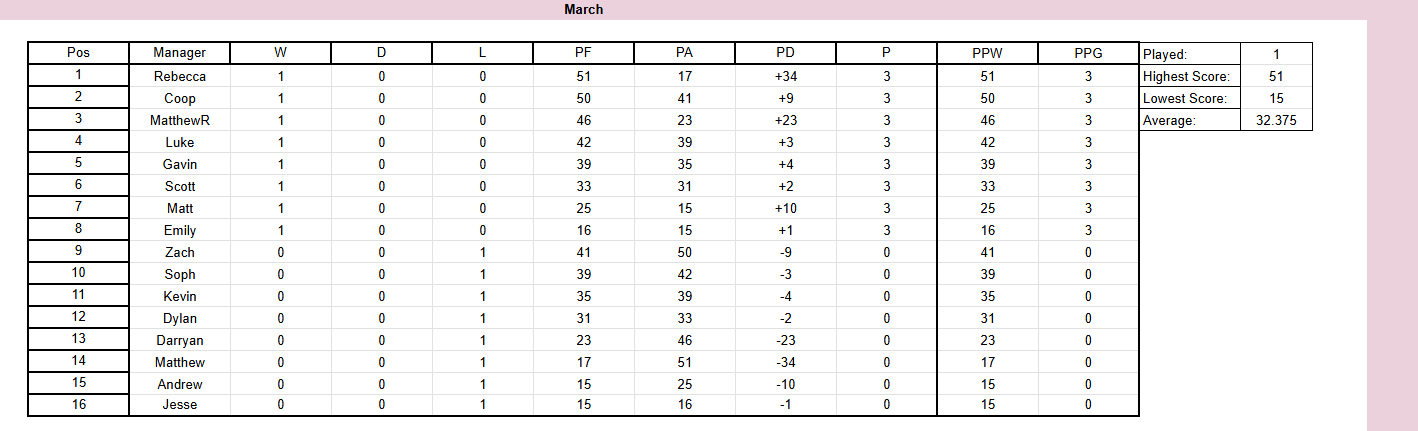 March
Pos Manager W D L PF PA PD P PPW PPG Played: 1
1 Rebecca 1 0 0 51 17 +34 3 51 3 Highest Score: 51
2 Coop 1 0 0 50 41 +9 3 50 3 Lowest Score: 15
3 MatthewR 1 0 0 46 23 +23 3 46 3 Average: 32.375
4 Luke 1 0 0 42 39 +3 3 42 3
5 Gavin 1 0 0 39 35 +4 3 39 3
6 Scott 1 0 0 33 31 +2 3 33 3
7 Matt 1 0 0 25 15 +10 3 25 3
8 Emily 1 0 0 16 15 +1 3 16 3
9 Zach 0 0 1 41 50 -9 0 41 0
10 Soph 0 0 1 39 42 -3 0 39 0
11 Kevin 0 0 1 35 39 -4 0 35 0
12 Dylan 0 0 1 31 33 -2 0 31 0
13 Darryan 0 0 1 23 46 -23 0 23 0
14 Matthew 0 0 1 17 51 -34 0 17 0
15 Andrew 0 0 1 15 25 -10 0 15 0
16 Jesse 0 0 1 15 16 -1 0 15 0